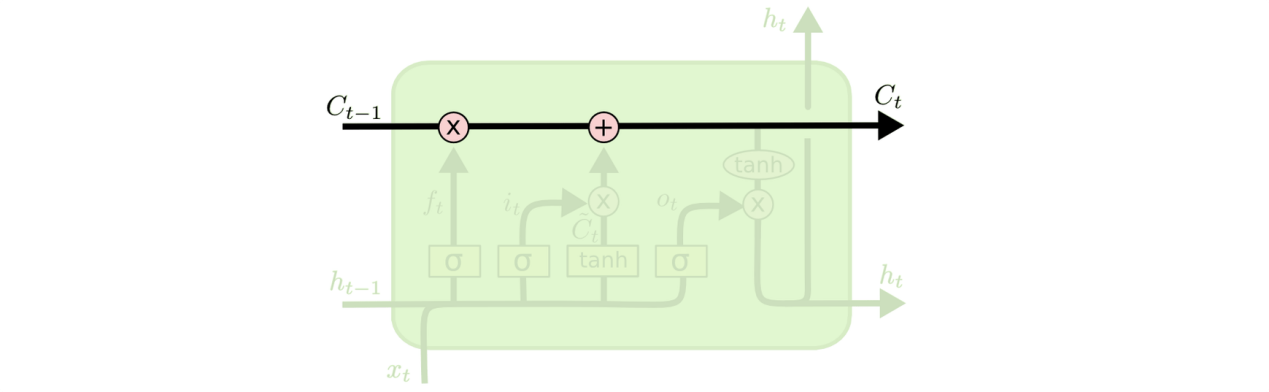 h_t
C_{t-1} C_t
x +
tanh
f_t i_t x o_t x
C̃_t
σ σ tanh σ
h_{t-1} h_t
x_t